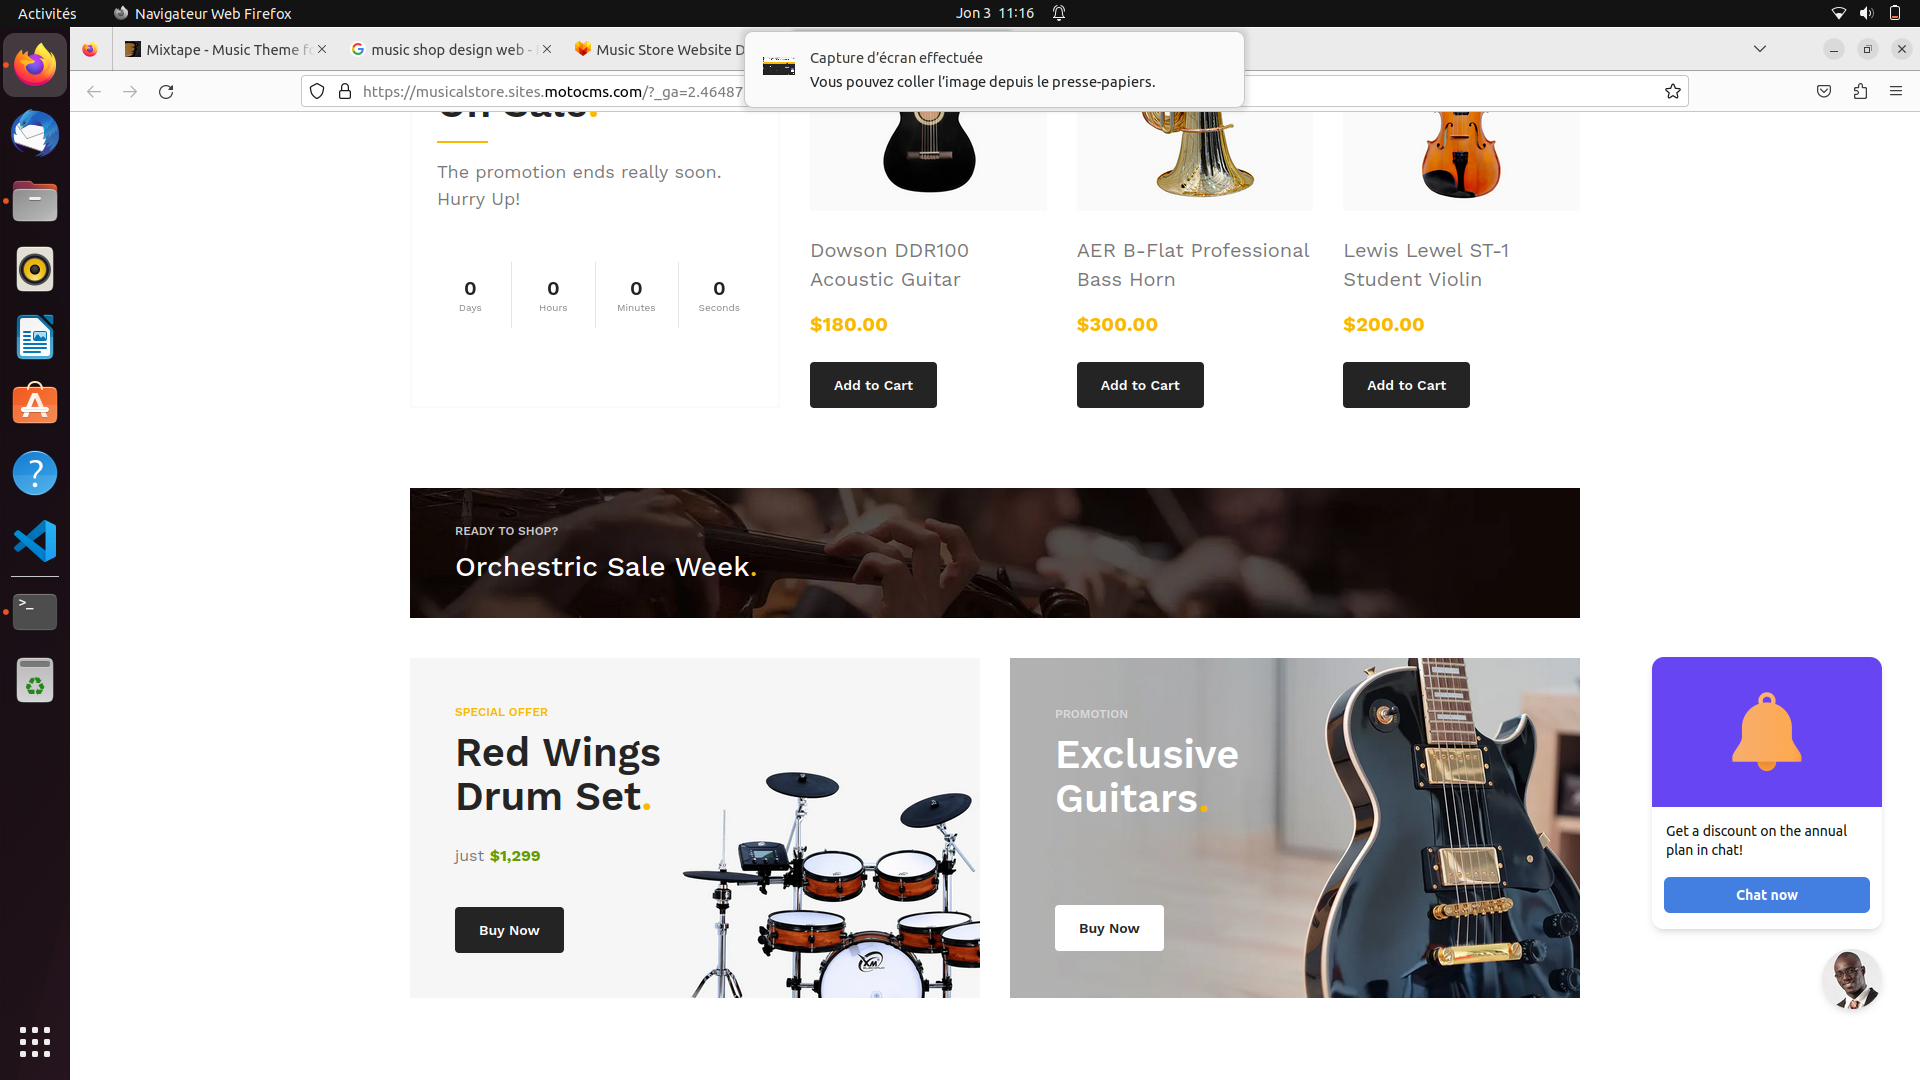 Activités
Navigateur Web Firefox
Jon 3 11:16
Mixtape - Music Theme fo
music shop design web -
Music Store Website D
Capture d’écran effectuée
Vous pouvez coller l’image depuis le presse-papiers.
https://musicalstore.sites.motocms.com/?_ga=2.46487
On Sale.
The promotion ends really soon.
Hurry Up!
0 0 0 0
Days Hours Minutes Seconds
Dowson DDR100
Acoustic Guitar
$180.00
Add to Cart
AER B-Flat Professional
Bass Horn
$300.00
Add to Cart
Lewis Lewel ST-1
Student Violin
$200.00
Add to Cart
READY TO SHOP?
Orchestric Sale Week.
SPECIAL OFFER
Red Wings
Drum Set.
just $1,299
Buy Now
PROMOTION
Exclusive
Guitars.
Buy Now
Get a discount on the annual
plan in chat!
Chat now